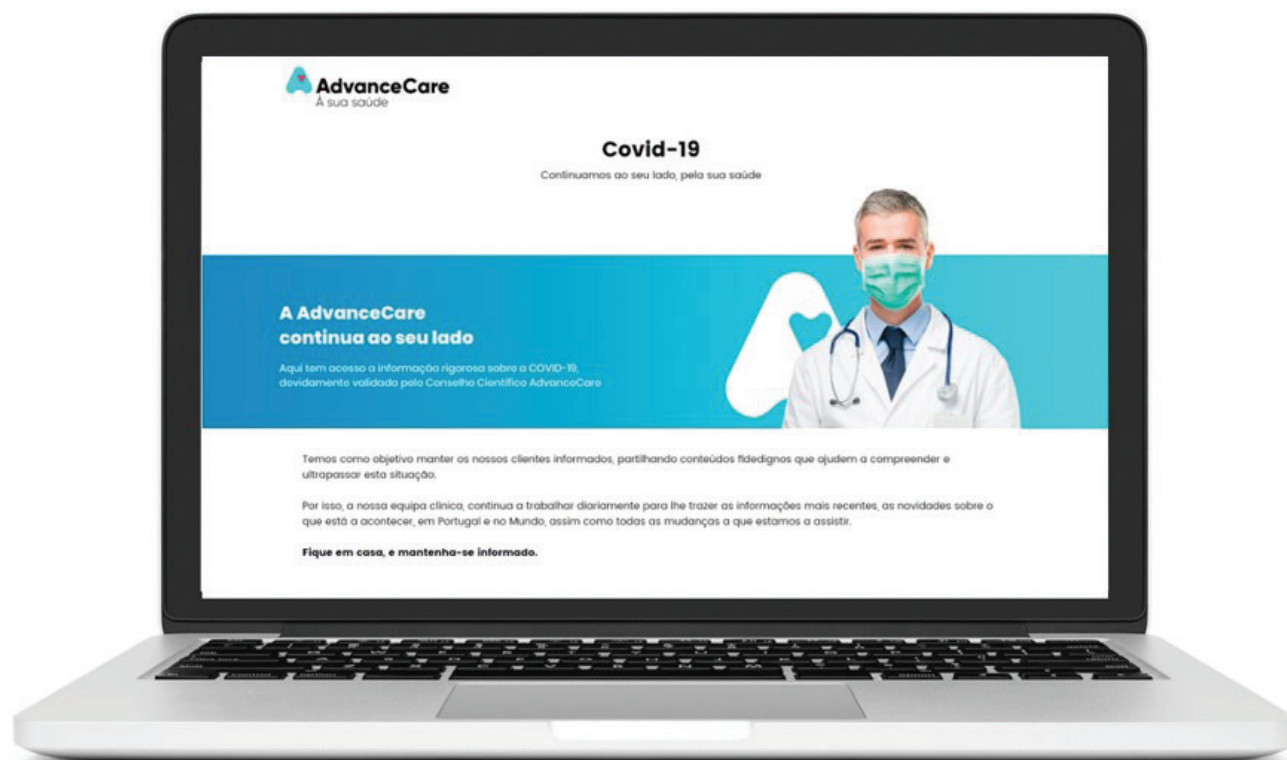 AdvanceCare
À sua saúde
Covid-19
Continuamos ao seu lado, pela sua saúde
A AdvanceCare
continua ao seu lado
Aqui tem acesso a informação rigorosa sobre a COVID-19,
devidamente validada pelo Conselho Científico AdvanceCare
Temos como objetivo manter os nossos clientes informados, partilhando conteúdos fidedignos que ajudem a compreender e
ultrapassar esta situação.
Por isso, a nossa equipa clínica, continua a trabalhar diariamente para lhe trazer as informações mais recentes, as novidades sobre o
que está a acontecer, em Portugal e no Mundo, assim como todas as mudanças a que estamos a assistir.
Fique em casa, e mantenha-se informado.